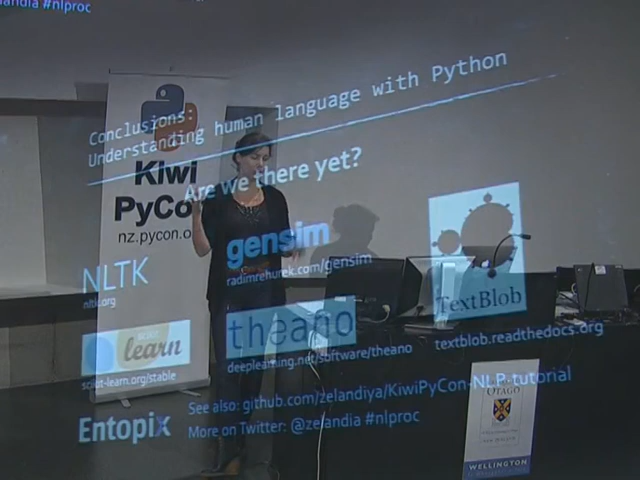 elandia #nlproc
Conclusions:
Understanding human language with Python
Kiwi
PyCo
nz.pycon.o
Are we there yet?
NLTK
nltk.org
gensim
radimrehurek.com/gensim
TextBlob
textblob.readthedocs.org
learn
scikit-learn.org/stable
theano
deeplearning.net/software/theano
Entopix
See also: github.com/zelandiya/KiwiPyCon-NLP-tutorial
More on Twitter: @zelandia #nlproc
OTAGO
WELLINGTON